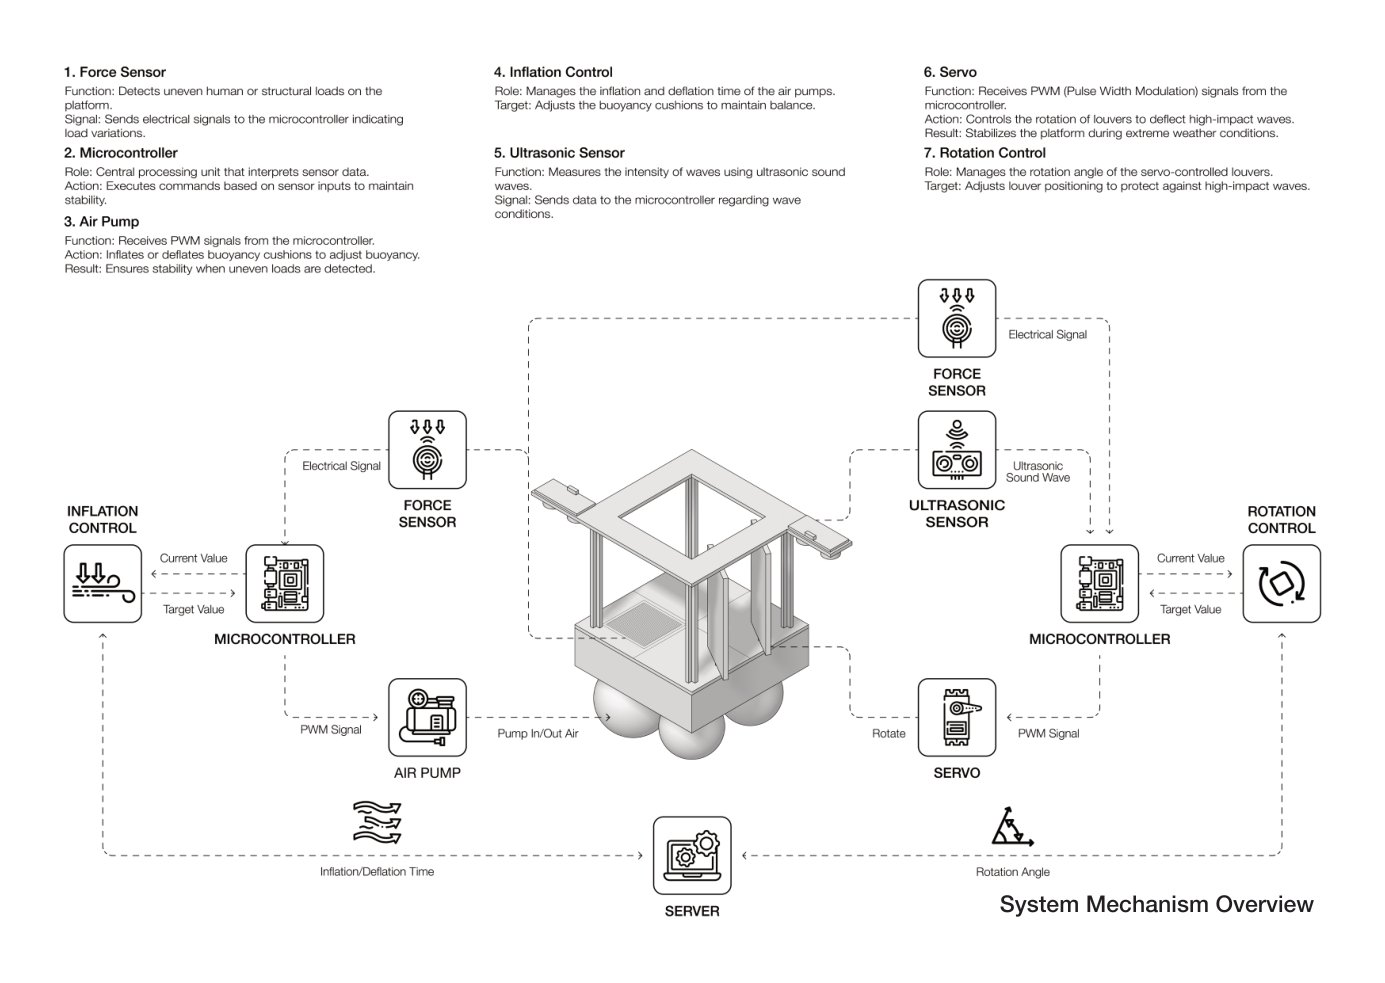 1. Force Sensor
Function: Detects uneven human or structural loads on the
platform.
Signal: Sends electrical signals to the microcontroller indicating
load variations.
2. Microcontroller
Role: Central processing unit that interprets sensor data.
Action: Executes commands based on sensor inputs to maintain
stability.
3. Air Pump
Function: Receives PWM signals from the microcontroller.
Action: Inflates or deflates buoyancy cushions to adjust buoyancy.
Result: Ensures stability when uneven loads are detected.
4. Inflation Control
Role: Manages the inflation and deflation time of the air pumps.
Target: Adjusts the buoyancy cushions to maintain balance.
5. Ultrasonic Sensor
Function: Measures the intensity of waves using ultrasonic sound
waves.
Signal: Sends data to the microcontroller regarding wave
conditions.
6. Servo
Function: Receives PWM (Pulse Width Modulation) signals from the
microcontroller.
Action: Controls the rotation of louvers to deflect high-impact waves.
Result: Stabilizes the platform during extreme weather conditions.
7. Rotation Control
Role: Manages the rotation angle of the servo-controlled louvers.
Target: Adjusts louver positioning to protect against high-impact waves.
Electrical Signal
FORCE
SENSOR
Electrical Signal
FORCE
SENSOR
Ultrasonic
Sound Wave
ULTRASONIC
SENSOR
INFLATION
CONTROL
Current Value
Target Value
MICROCONTROLLER
ROTATION
CONTROL
Current Value
Target Value
MICROCONTROLLER
PWM Signal
AIR PUMP
Pump In/Out Air
Rotate
SERVO
PWM Signal
Inflation/Deflation Time
SERVER
Rotation Angle
System Mechanism Overview